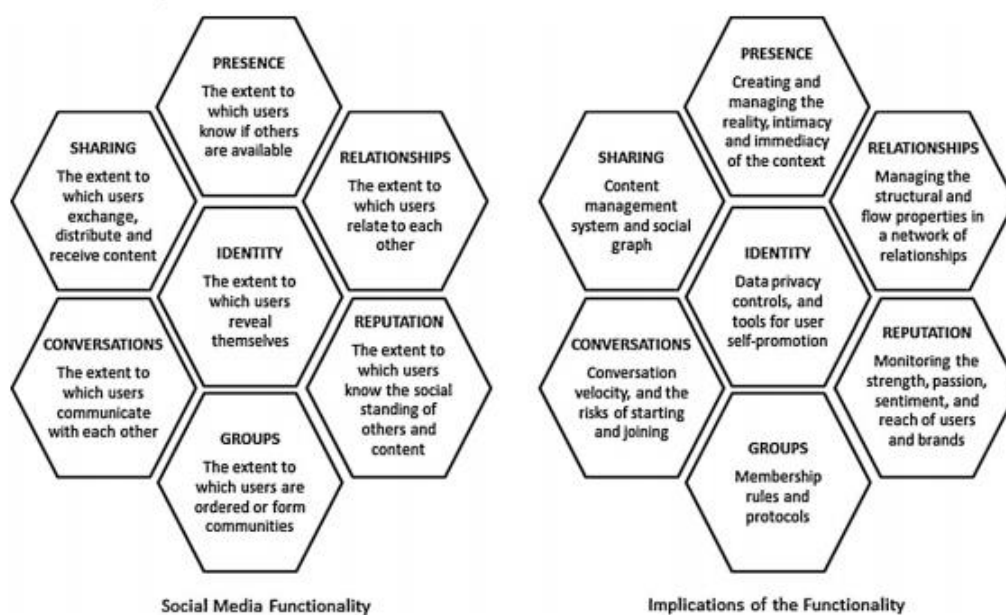 PRESENCE
The extent to
which users
know if others
are available
SHARING
The extent to
which users
exchange,
distribute and
receive content
RELATIONSHIPS
The extent to
which users
relate to each
other
IDENTITY
The extent to
which users
reveal
themselves
CONVERSATIONS
The extent to
which users
communicate
with each other
REPUTATION
The extent to
which users
know the social
standing of
others and
content
GROUPS
The extent to
which users are
ordered or form
communities
Social Media Functionality
PRESENCE
Creating and
managing the
reality, intimacy
and immediacy
of the context
SHARING
Content
management
system and social
graph
RELATIONSHIPS
Managing the
structural and
flow properties in
a network of
relationships
IDENTITY
Data privacy
controls, and
tools for user
self-promotion
CONVERSATIONS
Conversation
velocity, and the
risks of starting
and joining
REPUTATION
Monitoring the
strength, passion,
sentiment, and
reach of users
and brands
GROUPS
Membership
rules and
protocols
Implications of the Functionality